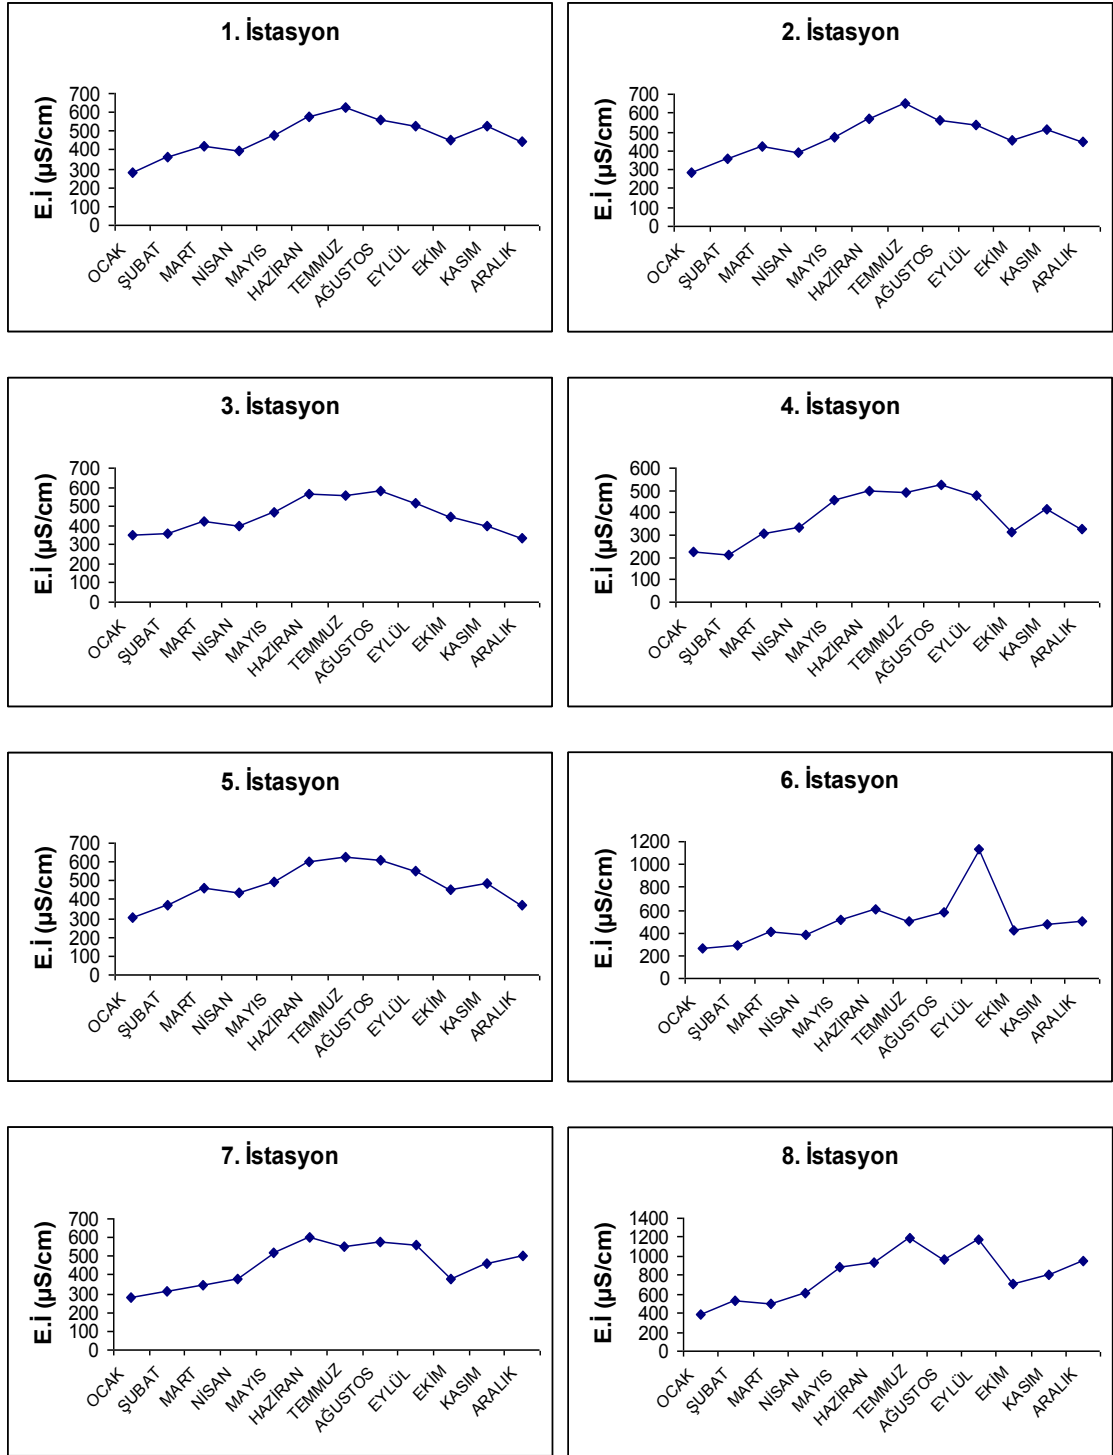 1. İstasyon
E.İ (µS/cm)
700
600
500
400
300
200
100
0
OCAK
ŞUBAT
MART
NİSAN
MAYIS
HAZİRAN
TEMMUZ
AĞUSTOS
EYLÜL
EKİM
KASIM
ARALIK
2. İstasyon
E.İ (µS/cm)
700
600
500
400
300
200
100
0
OCAK
ŞUBAT
MART
NİSAN
MAYIS
HAZİRAN
TEMMUZ
AĞUSTOS
EYLÜL
EKİM
KASIM
ARALIK
3. İstasyon
E.İ (µS/cm)
700
600
500
400
300
200
100
0
OCAK
ŞUBAT
MART
NİSAN
MAYIS
HAZİRAN
TEMMUZ
AĞUSTOS
EYLÜL
EKİM
KASIM
ARALIK
4. İstasyon
E.İ (µS/cm)
600
500
400
300
200
100
0
OCAK
ŞUBAT
MART
NİSAN
MAYIS
HAZİRAN
TEMMUZ
AĞUSTOS
EYLÜL
EKİM
KASIM
ARALIK
5. İstasyon
E.İ (µS/cm)
700
600
500
400
300
200
100
0
OCAK
ŞUBAT
MART
NİSAN
MAYIS
HAZİRAN
TEMMUZ
AĞUSTOS
EYLÜL
EKİM
KASIM
ARALIK
6. İstasyon
E.İ (µS/cm)
1200
1000
800
600
400
200
0
OCAK
ŞUBAT
MART
NİSAN
MAYIS
HAZİRAN
TEMMUZ
AĞUSTOS
EYLÜL
EKİM
KASIM
ARALIK
7. İstasyon
E.İ (µS/cm)
700
600
500
400
300
200
100
0
OCAK
ŞUBAT
MART
NİSAN
MAYIS
HAZİRAN
TEMMUZ
AĞUSTOS
EYLÜL
EKİM
KASIM
ARALIK
8. İstasyon
E.İ (µS/cm)
1400
1200
1000
800
600
400
200
0
OCAK
ŞUBAT
MART
NİSAN
MAYIS
HAZİRAN
TEMMUZ
AĞUSTOS
EYLÜL
EKİM
KASIM
ARALIK